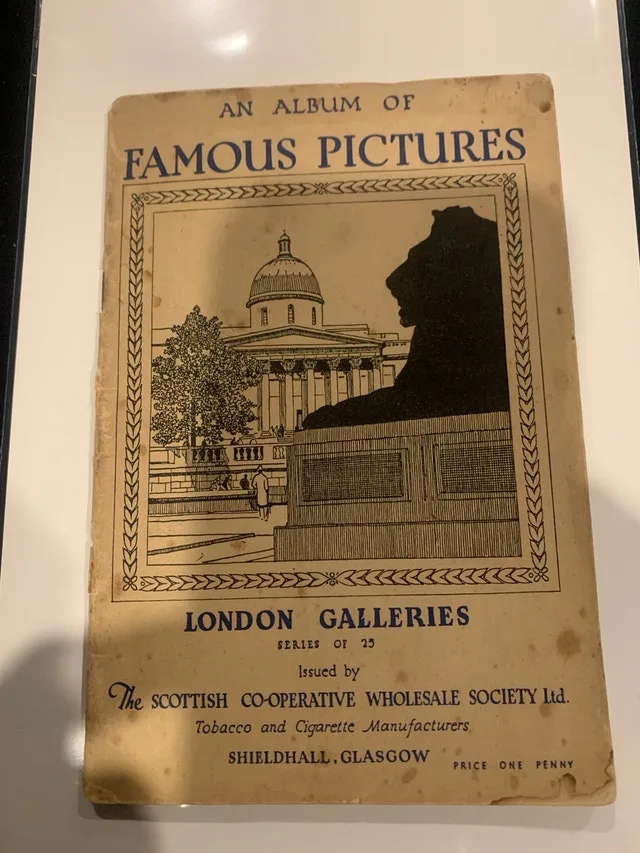 AN ALBUM OF
FAMOUS PICTURES
LONDON GALLERIES
SERIES OF 25
Issued by
The SCOTTISH CO-OPERATIVE WHOLESALE SOCIETY Ltd.
Tobacco and Cigarette Manufacturers
SHIELDHALL, GLASGOW
PRICE ONE PENNY